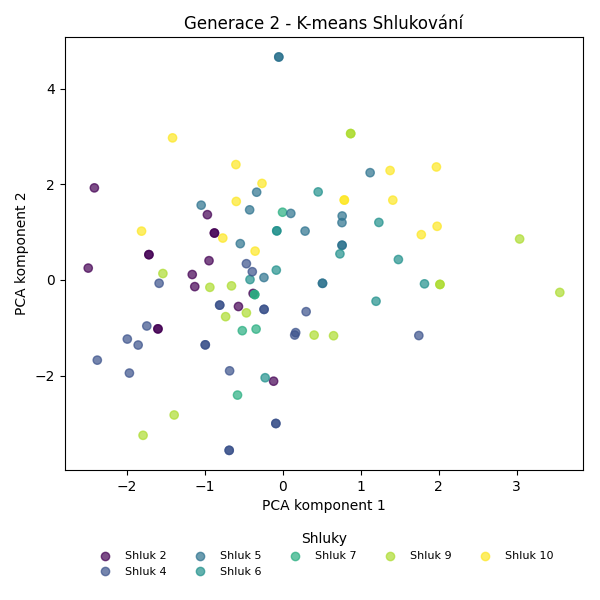 Generace 2 - K-means Shlukování
PCA komponent 2
4
2
0
−2
−2
−1
0
1
2
3
PCA komponent 1
Shluky
Shluk 2
Shluk 4
Shluk 5
Shluk 6
Shluk 7
Shluk 9
Shluk 10